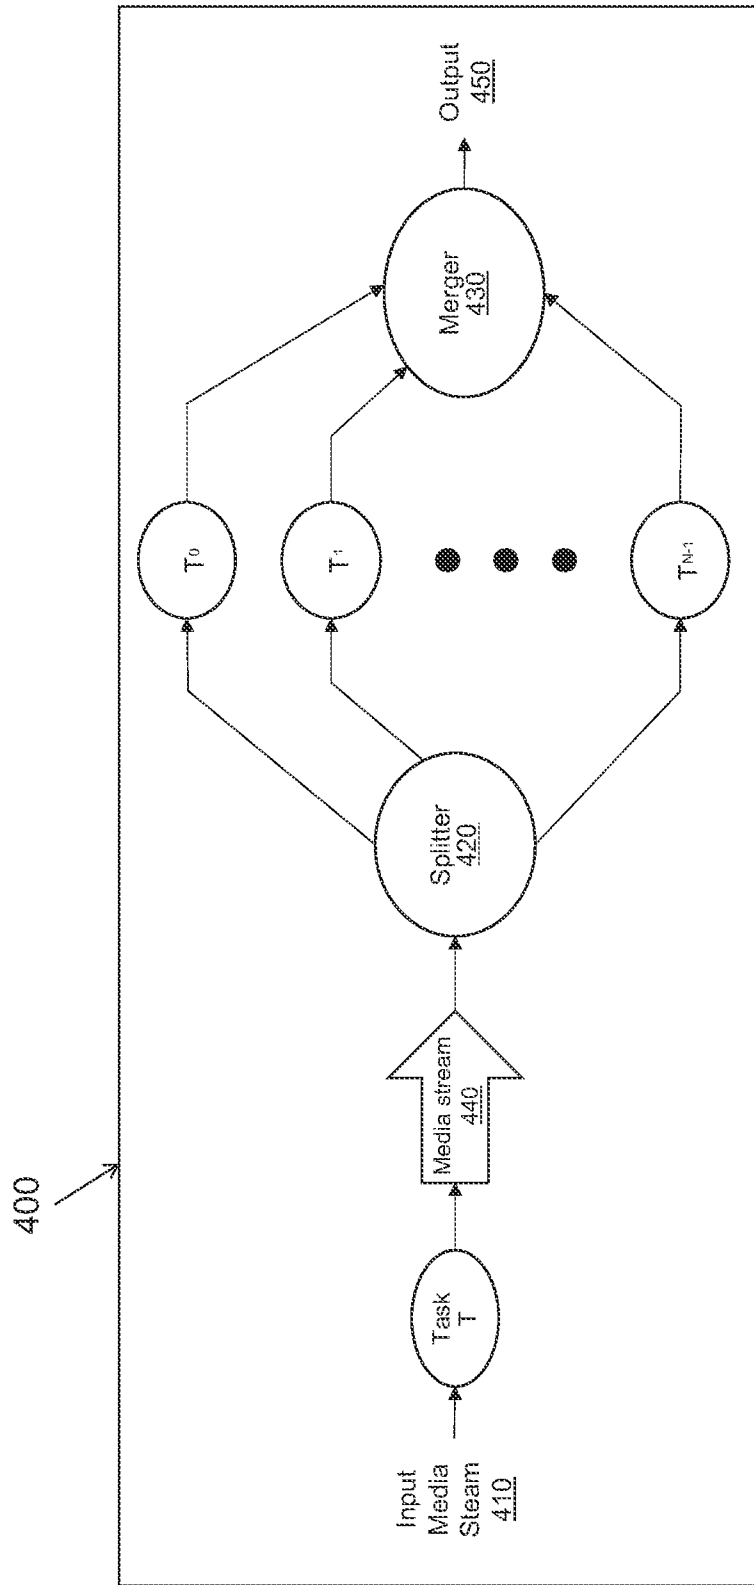 400
Input
Media
Steam
410
Task
T
Media stream
440
Splitter
420
T0
T1
TN-1
Merger
430
Output
450